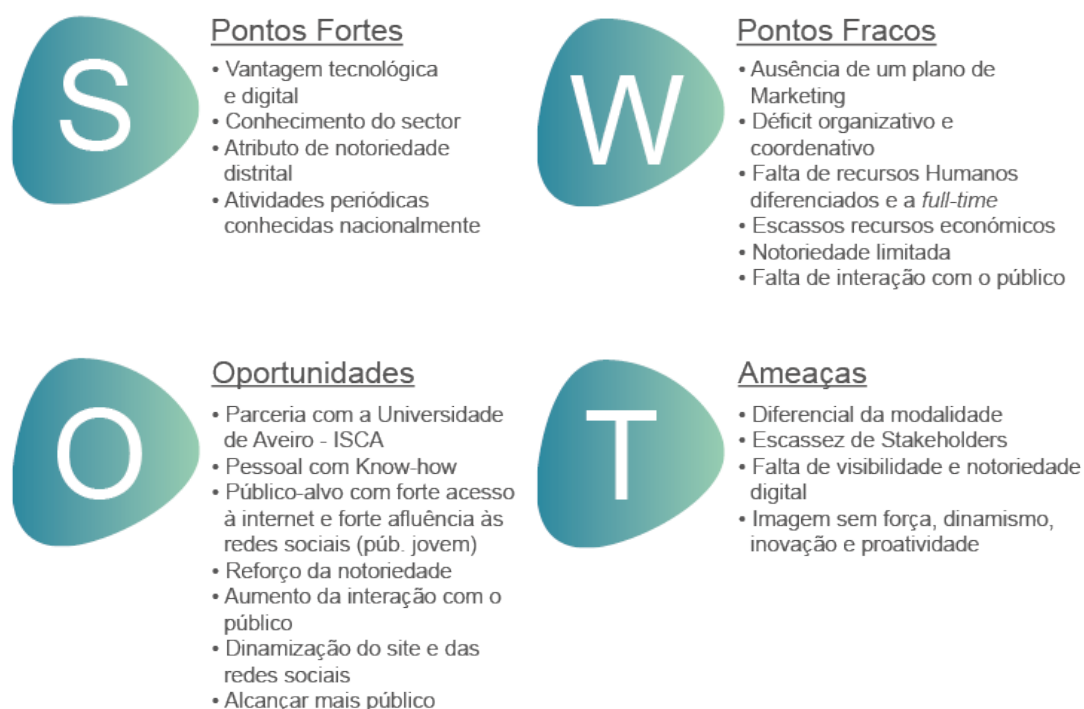 S
Pontos Fortes
• Vantagem tecnológica
e digital
• Conhecimento do sector
• Atributo de notoriedade
distrital
• Atividades periódicas
conhecidas nacionalmente
W
Pontos Fracos
• Ausência de um plano de
Marketing
• Déficit organizativo e
coordenativo
• Falta de recursos Humanos
diferenciados e a full-time
• Escassos recursos económicos
• Notoriedade limitada
• Falta de interação com o público
O
Oportunidades
• Parceria com a Universidade
de Aveiro - ISCA
• Pessoal com Know-how
• Público-alvo com forte acesso
à internet e forte afluência às
redes sociais (púb. jovem)
• Reforço da notoriedade
• Aumento da interação com o
público
• Dinamização do site e das
redes sociais
• Alcançar mais público
T
Ameaças
• Diferencial da modalidade
• Escassez de Stakeholders
• Falta de visibilidade e notoriedade
digital
• Imagem sem força, dinamismo,
inovação e proatividade